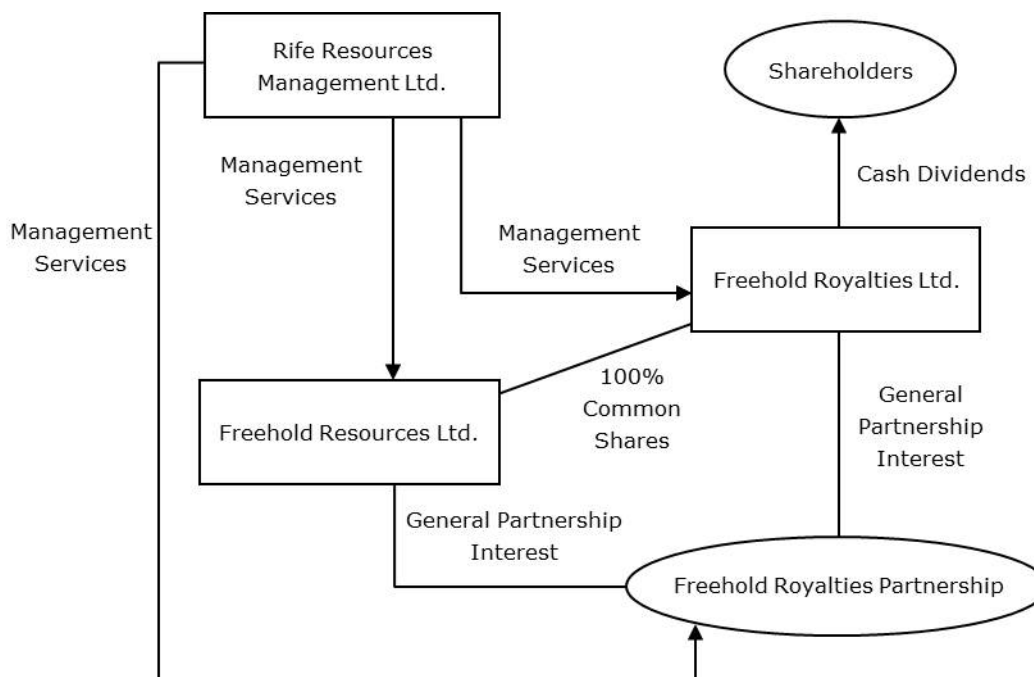 Rife Resources
Management Ltd.
Shareholders
Management
Services
Cash Dividends
Management
Services
Management
Services
Freehold Royalties Ltd.
100%
Common
Shares
General
Partnership
Interest
Freehold Resources Ltd.
General Partnership
Interest
Freehold Royalties Partnership